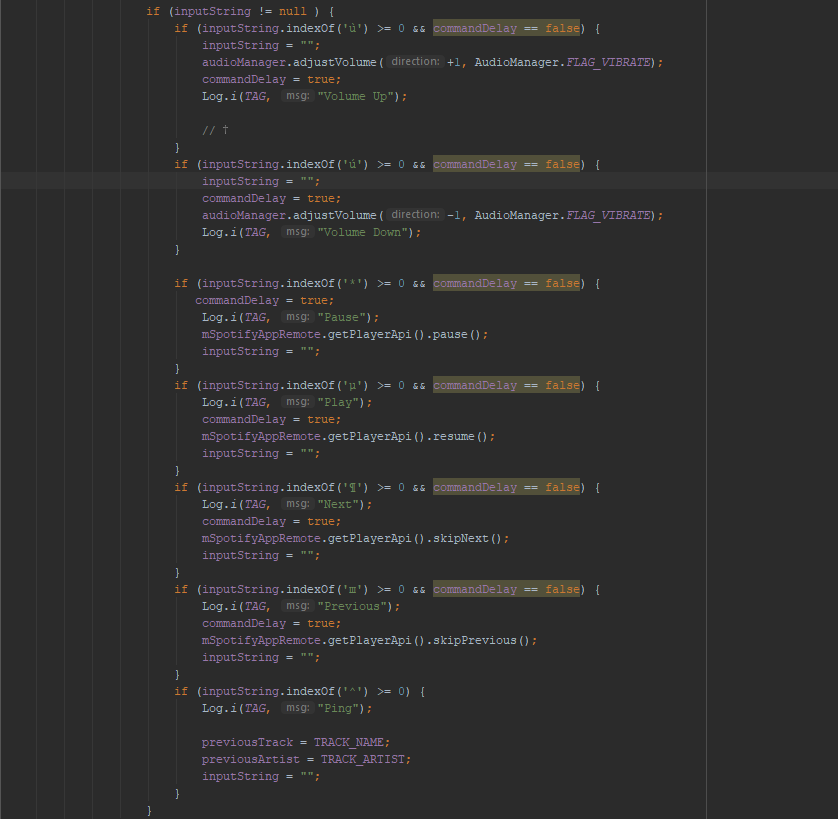 if (inputString != null ) {
if (inputString.indexOf('ù') >= 0 && commandDelay == false) {
inputString = "";
audioManager.adjustVolume( direction: +1, AudioManager.FLAG_VIBRATE);
commandDelay = true;
Log.i(TAG, msg: "Volume Up");
// †
}
if (inputString.indexOf('ú') >= 0 && commandDelay == false) {
inputString = "";
commandDelay = true;
audioManager.adjustVolume( direction: -1, AudioManager.FLAG_VIBRATE);
Log.i(TAG, msg: "Volume Down");
}
if (inputString.indexOf('*') >= 0 && commandDelay == false) {
commandDelay = true;
Log.i(TAG, msg: "Pause");
mSpotifyAppRemote.getPlayerApi().pause();
inputString = "";
}
if (inputString.indexOf('µ') >= 0 && commandDelay == false) {
Log.i(TAG, msg: "Play");
commandDelay = true;
mSpotifyAppRemote.getPlayerApi().resume();
inputString = "";
}
if (inputString.indexOf('¶') >= 0 && commandDelay == false) {
Log.i(TAG, msg: "Next");
commandDelay = true;
mSpotifyAppRemote.getPlayerApi().skipNext();
inputString = "";
}
if (inputString.indexOf('œ') >= 0 && commandDelay == false) {
Log.i(TAG, msg: "Previous");
commandDelay = true;
mSpotifyAppRemote.getPlayerApi().skipPrevious();
inputString = "";
}
if (inputString.indexOf('^') >= 0) {
Log.i(TAG, msg: "Ping");
previousTrack = TRACK_NAME;
previousArtist = TRACK_ARTIST;
inputString = "";
}
}